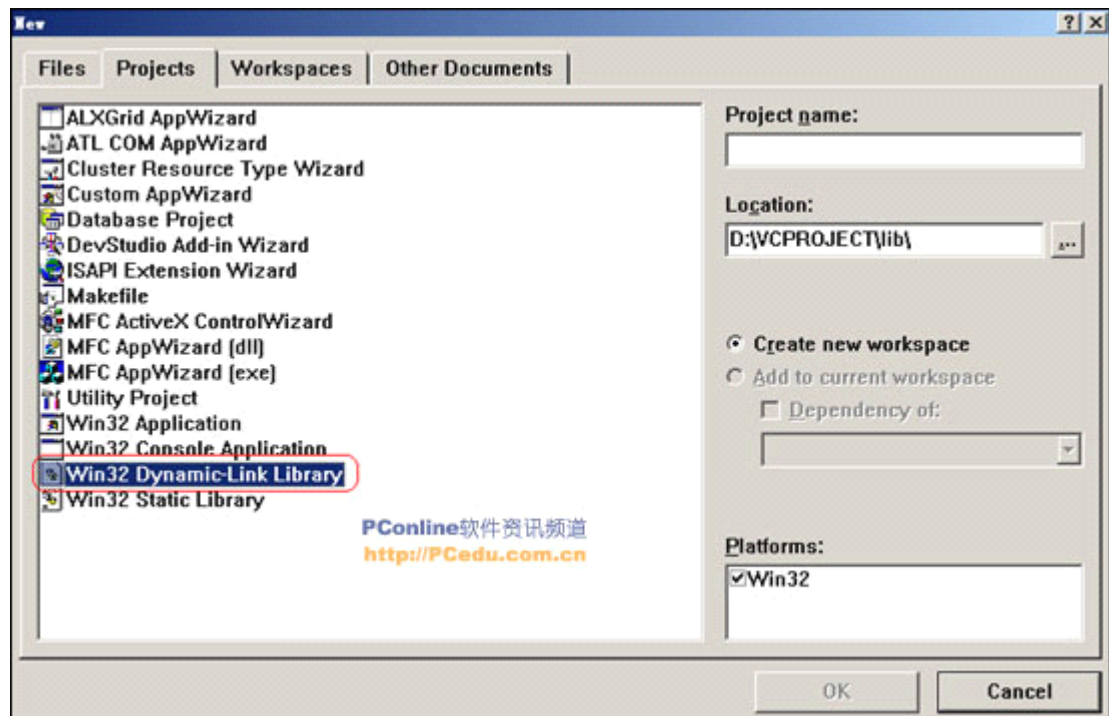 New
Files
Projects
Workspaces
Other Documents
ALXGrid AppWizard
ATL COM AppWizard
Cluster Resource Type Wizard
Custom AppWizard
Database Project
DevStudio Add-in Wizard
ISAPI Extension Wizard
Makefile
MFC ActiveX ControlWizard
MFC AppWizard (dll)
MFC AppWizard (exe)
Utility Project
Win32 Application
Win32 Console Application
Win32 Dynamic-Link Library
Win32 Static Library
PConline软件资讯频道
http://PCedu.com.cn
Project name:
Location:
D:\VCPROJECT\lib\
...
Create new workspace
Add to current workspace
Dependency of:
Platforms:
Win32
OK
Cancel